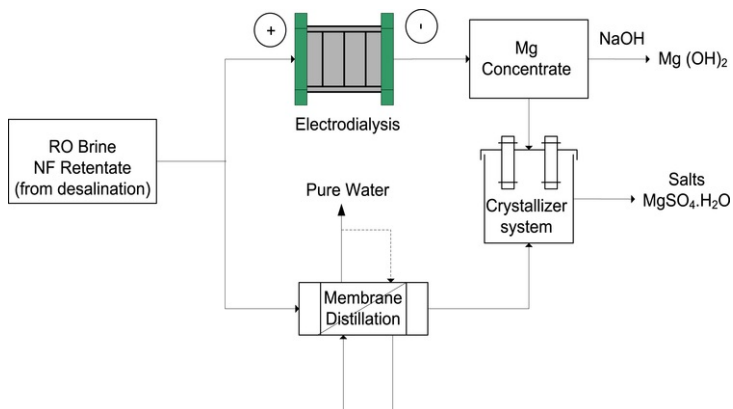 +
-
Mg
Concentrate
NaOH
Mg (OH)₂
Electrodialysis
RO Brine
NF Retentate
(from desalination)
Pure Water
Crystallizer
system
Salts
MgSO₄.H₂O
Membrane
Distillation